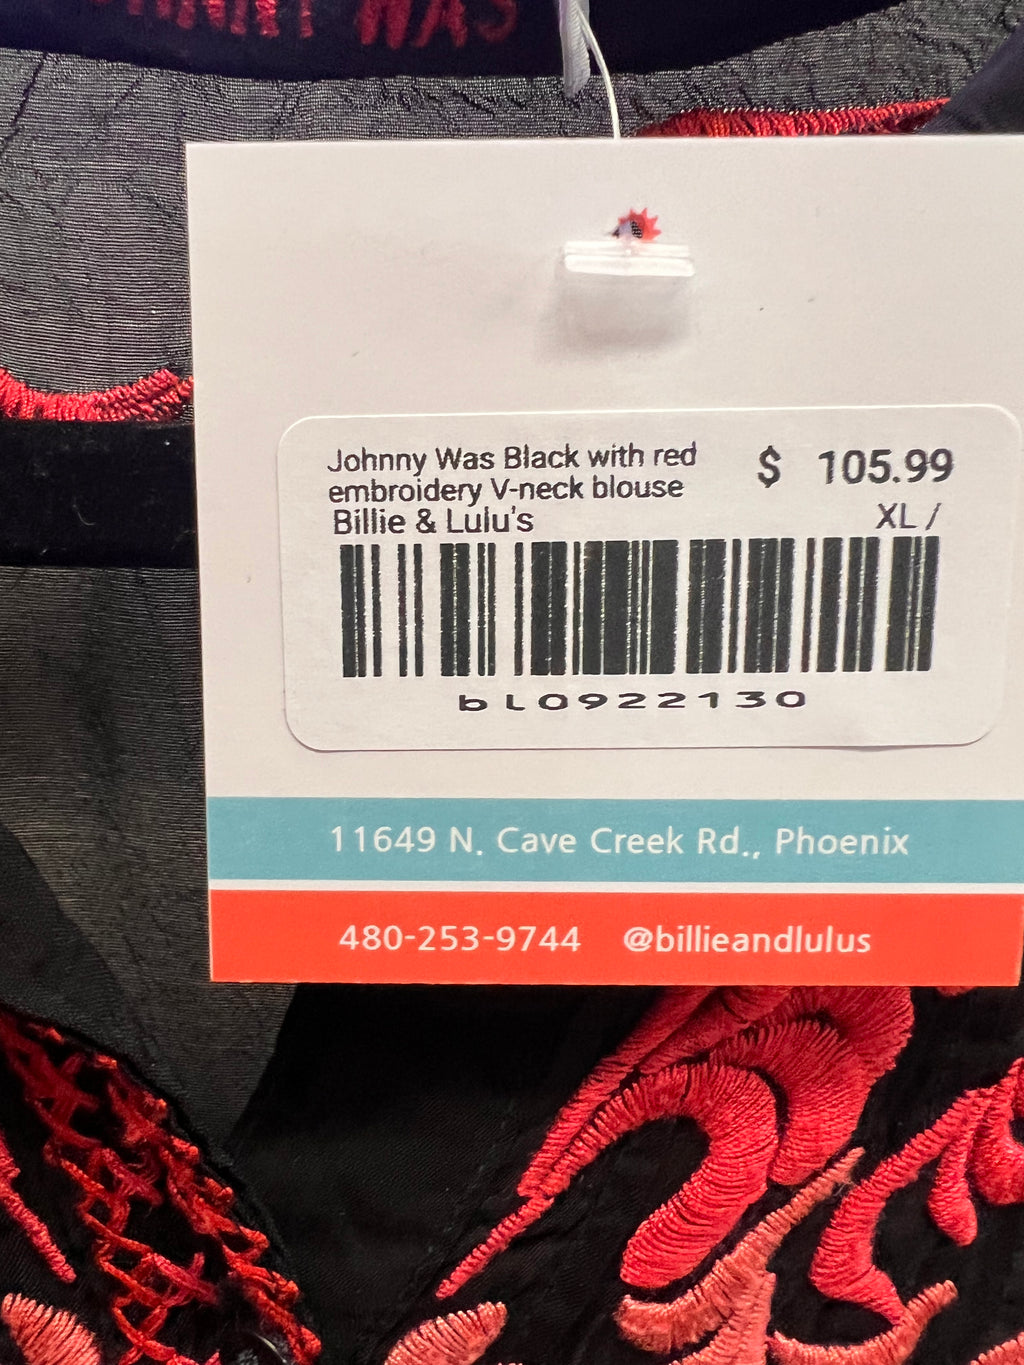 WAS
Johnny Was Black with red
embroidery V-neck blouse
Billie & Lulu's
$ 105.99
XL /
bL0922130
11649 N. Cave Creek Rd., Phoenix
480-253-9744 @billieandlulus